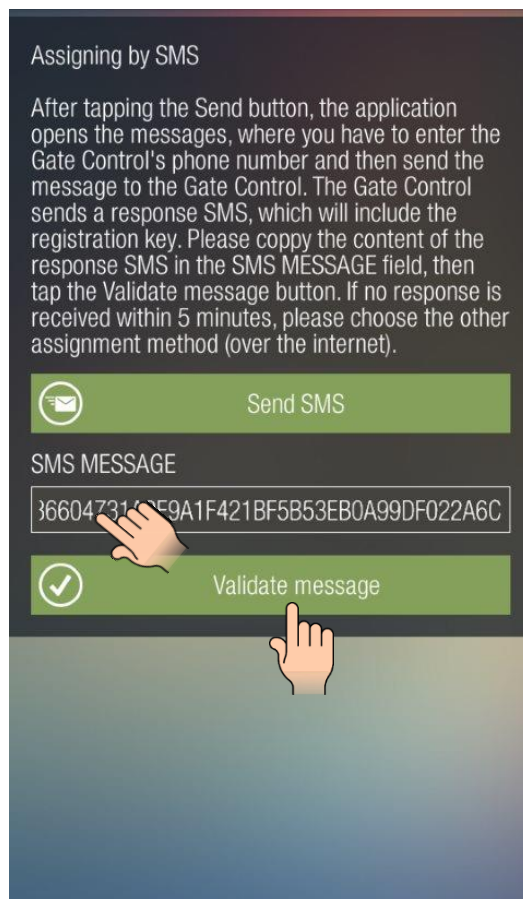 Assigning by SMS
After tapping the Send button, the application
opens the messages, where you have to enter the
Gate Control's phone number and then send the
message to the Gate Control. The Gate Control
sends a response SMS, which will include the
registration key. Please coppy the content of the
response SMS in the SMS MESSAGE field, then
tap the Validate message button. If no response is
received within 5 minutes, please choose the other
assignment method (over the internet).
Send SMS
SMS MESSAGE
Validate message